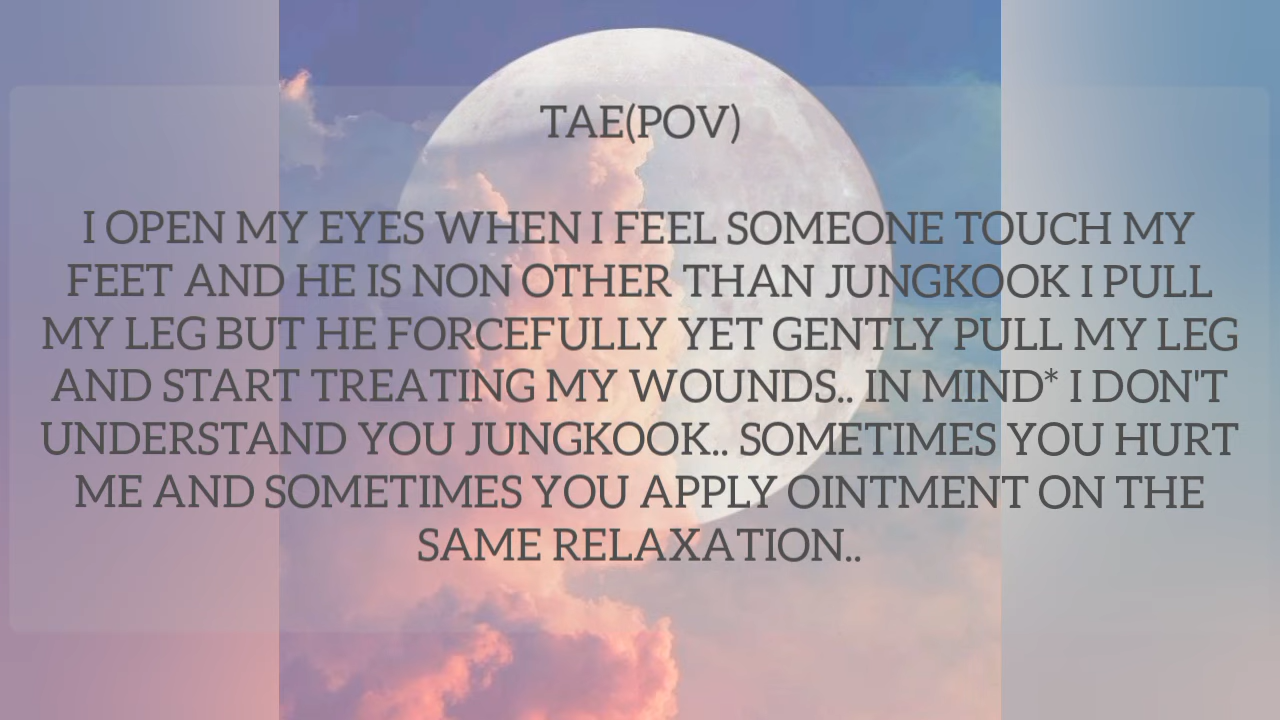 TAE(POV)
I OPEN MY EYES WHEN I FEEL SOMEONE TOUCH MY
FEET AND HE IS NON OTHER THAN JUNGKOOK I PULL
MY LEG BUT HE FORCEFULLY YET GENTLY PULL MY LEG
AND START TREATING MY WOUNDS.. IN MIND* I DON'T
UNDERSTAND YOU JUNGKOOK.. SOMETIMES YOU HURT
ME AND SOMETIMES YOU APPLY OINTMENT ON THE
SAME RELAXATION..